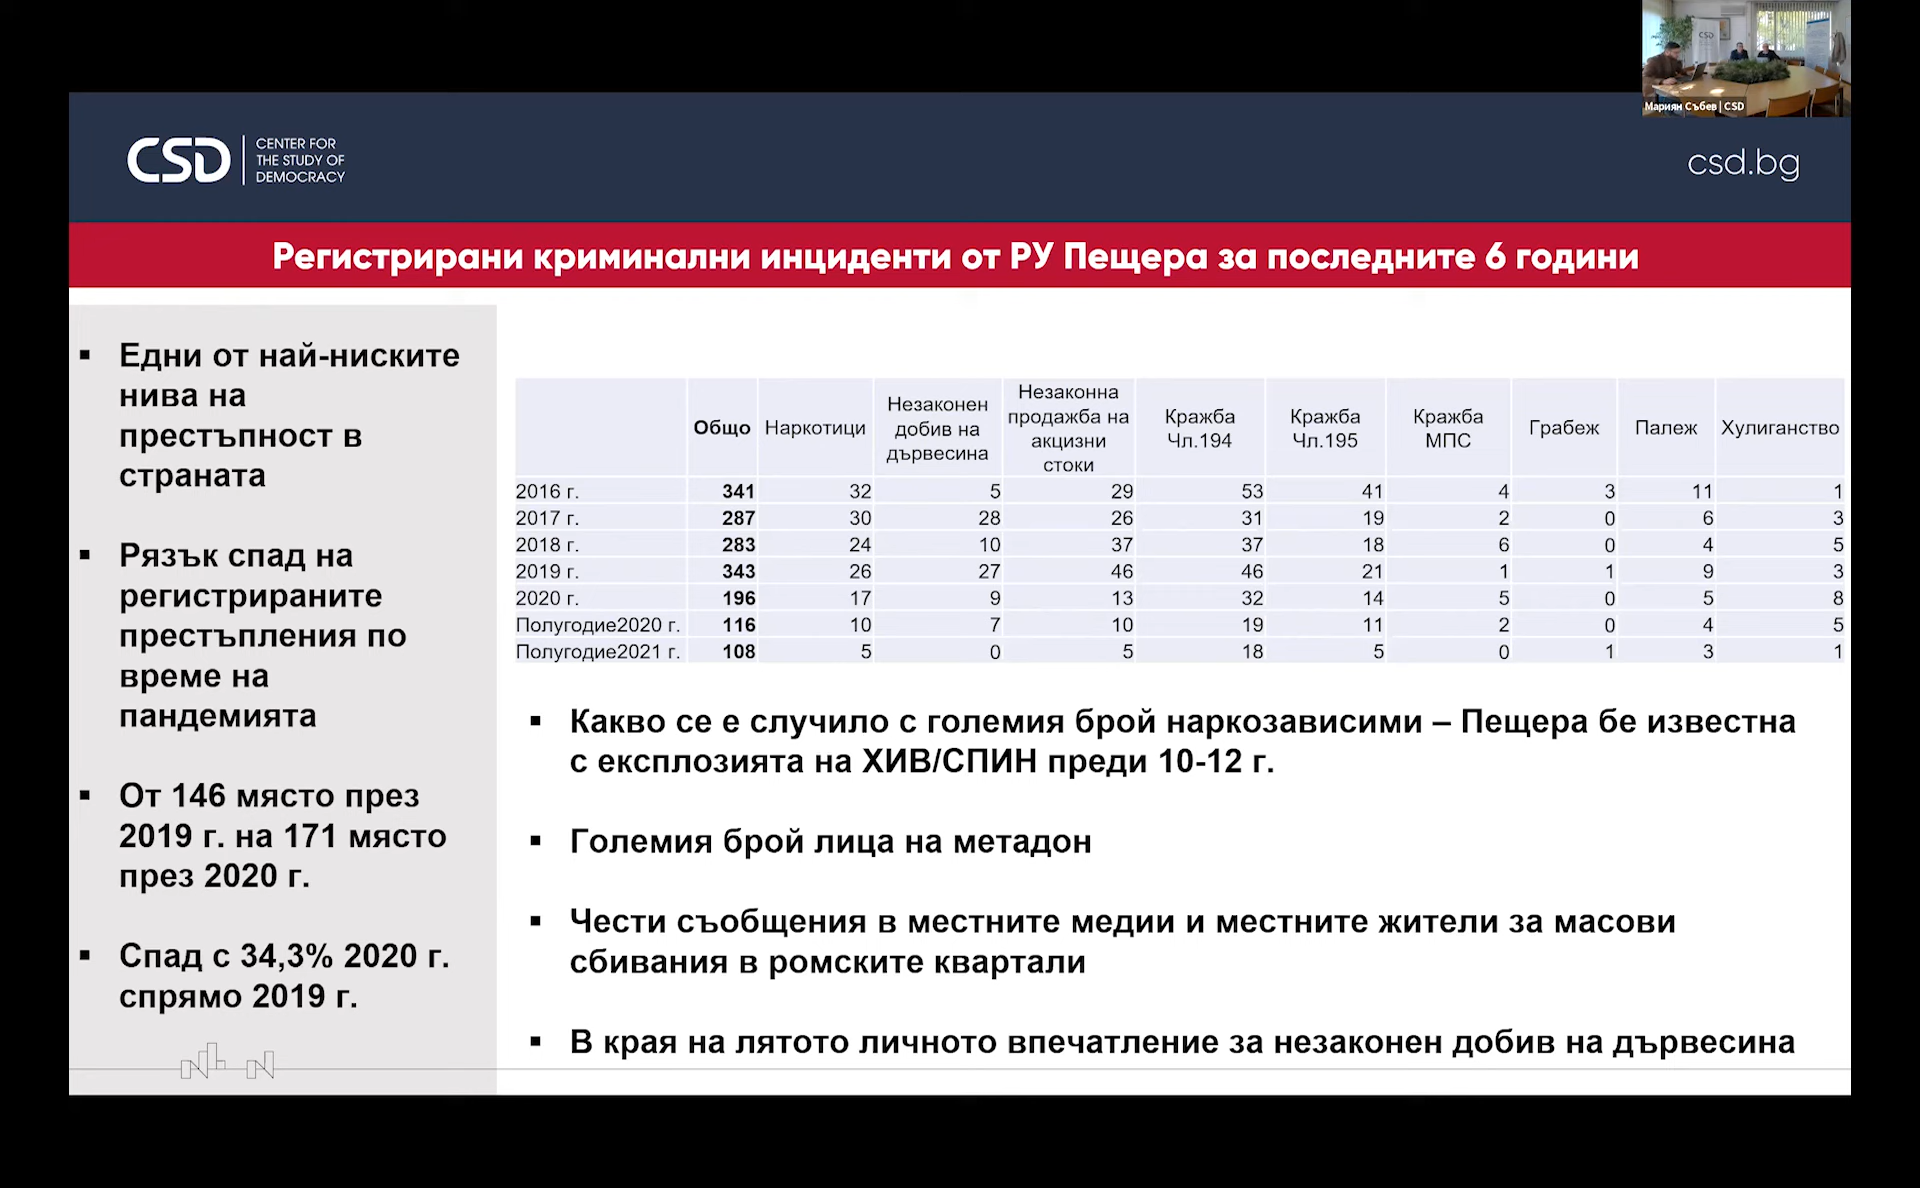 Мариян Събев | CSD
CSD
CENTER FOR
THE STUDY OF
DEMOCRACY
csd.bg
Регистрирани криминални инциденти от РУ Пещера за последните 6 години
▪ Едни от най-ниските
нива на
престъпност в
страната
▪ Рязък спад на
регистрираните
престъпления по
време на
пандемията
▪ От 146 място през
2019 г. на 171 място
през 2020 г.
▪ Спад с 34,3% 2020 г.
спрямо 2019 г.
Общо
Наркотици
Незаконен
добив на
дървесина
Незаконна
продажба на
акцизни
стоки
Кражба
Чл.194
Кражба
Чл.195
Кражба
МПС
Грабеж
Палеж
Хулиганство
2016 г. 341 32 5 29 53 41 4 3 11 1
2017 г. 287 30 28 26 31 19 2 0 6 3
2018 г. 283 24 10 37 37 18 6 0 4 5
2019 г. 343 26 27 46 46 21 1 1 9 3
2020 г. 196 17 9 13 32 14 5 0 5 8
Полугодие2020 г. 116 10 7 10 19 11 2 0 4 5
Полугодие2021 г. 108 5 0 5 18 5 0 1 3 1
▪ Какво се е случило с големия брой наркозависими – Пещера бе известна
с експлозията на ХИВ/СПИН преди 10-12 г.
▪ Големия брой лица на метадон
▪ Чести съобщения в местните медии и местните жители за масови
сбивания в ромските квартали
▪ В края на лятото личното впечатление за незаконен добив на дървесина